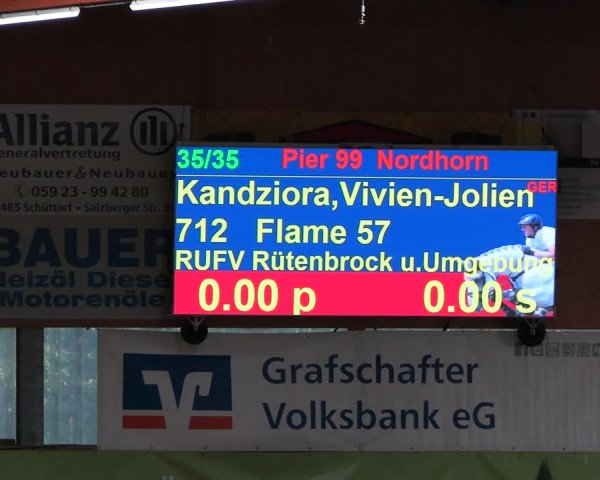 Allianz
eneralvertretung
eubauer & Neubaue
059 23 - 99 42 80
465 Schüttorf - Salzberger Str. 3
BAUER
Heizöl Diese
Motorenöle
35/35 Pier 99 Nordhorn
Kandziora,Vivien-Jolien GER
712 Flame 57
RUFV Rütenbrock u.Umgebung
0.00 p 0.00 s
Grafschafter
Volksbank eG